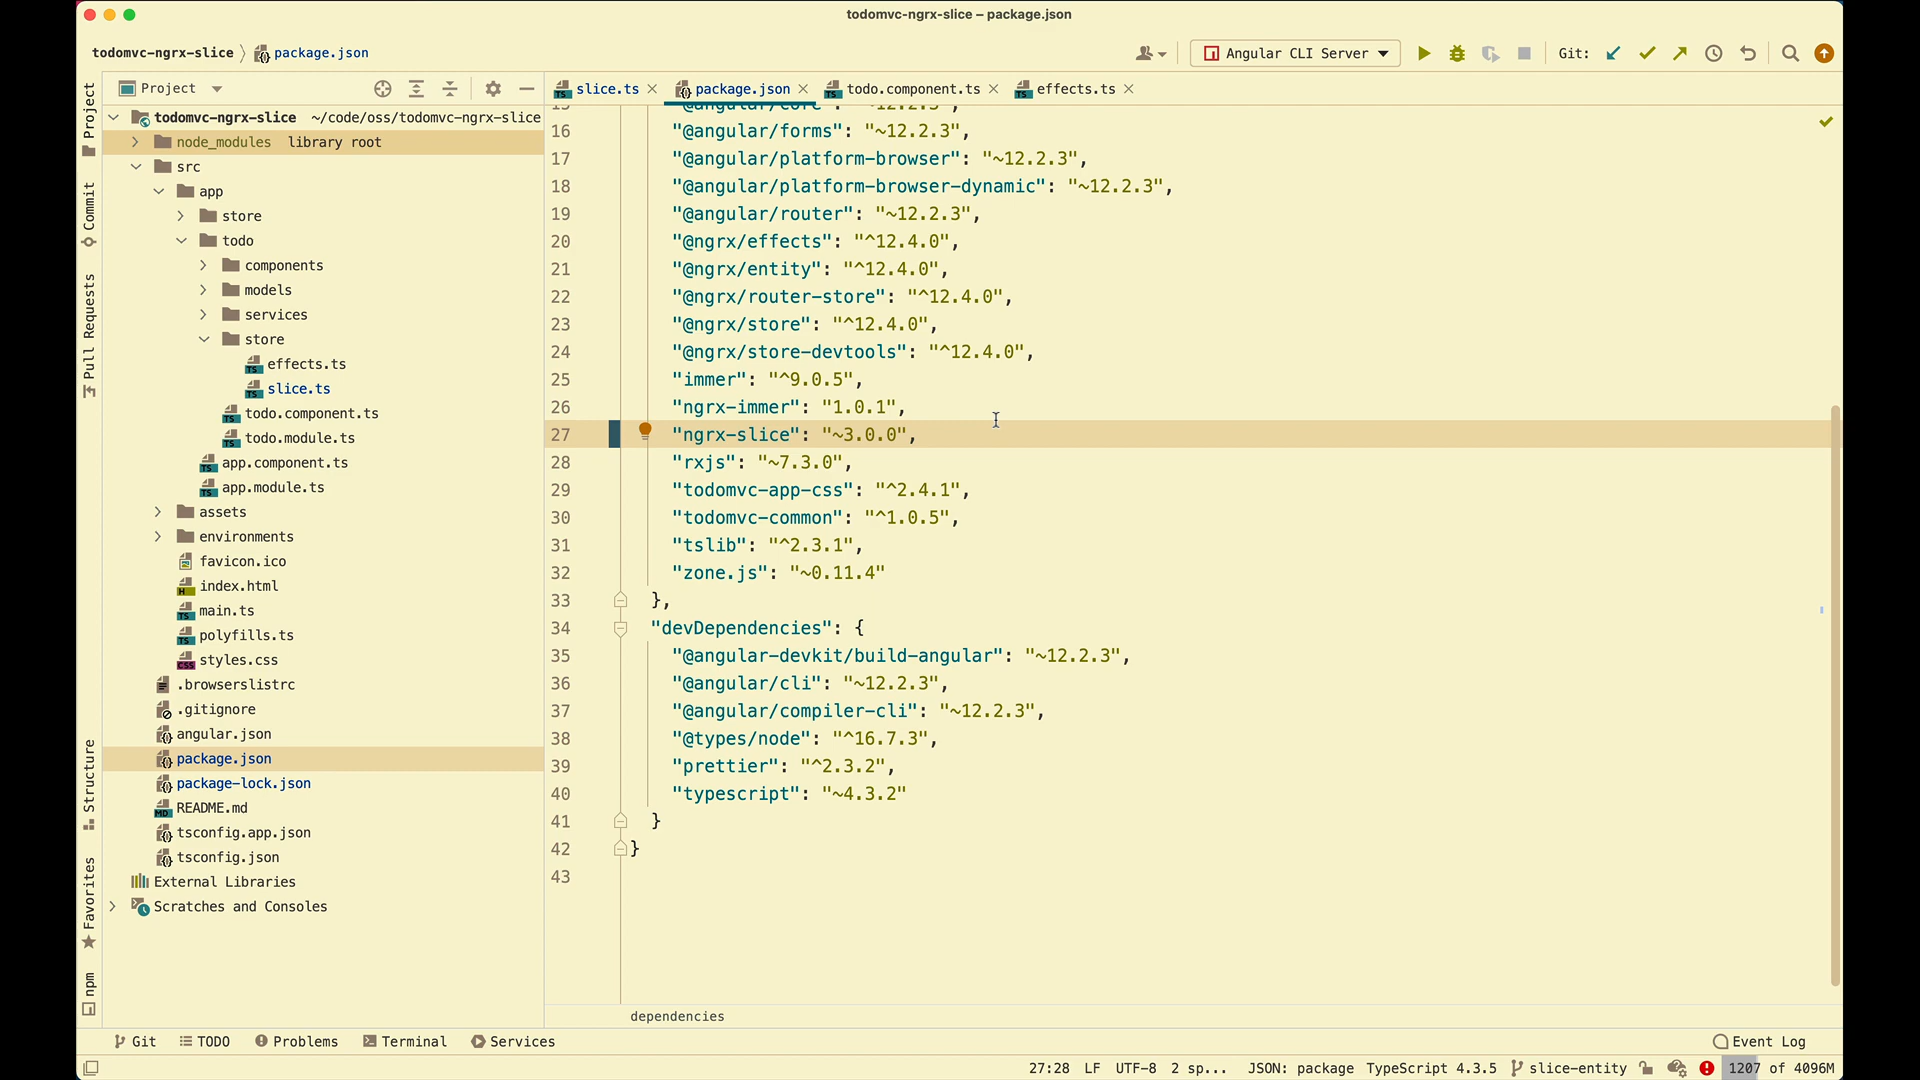 todomvc-ngrx-slice – package.json
todomvc-ngrx-slice 〉 package.json
Angular CLI Server
Git:
Project
slice.ts
package.json
todo.component.ts
effects.ts
Project
Commit
Pull Requests
Structure
Favorites
npm
todomvc-ngrx-slice ~/code/oss/todomvc-ngrx-slice
node_modules library root
src
app
store
todo
components
models
services
store
effects.ts
slice.ts
todo.component.ts
todo.module.ts
app.component.ts
app.module.ts
assets
environments
favicon.ico
index.html
main.ts
polyfills.ts
styles.css
.browserslistrc
.gitignore
angular.json
package.json
package-lock.json
README.md
tsconfig.app.json
tsconfig.json
External Libraries
Scratches and Consoles
15 "@angular/core": "~12.2.3",
16 "@angular/forms": "~12.2.3",
17 "@angular/platform-browser": "~12.2.3",
18 "@angular/platform-browser-dynamic": "~12.2.3",
19 "@angular/router": "~12.2.3",
20 "@ngrx/effects": "^12.4.0",
21 "@ngrx/entity": "^12.4.0",
22 "@ngrx/router-store": "^12.4.0",
23 "@ngrx/store": "^12.4.0",
24 "@ngrx/store-devtools": "^12.4.0",
25 "immer": "^9.0.5",
26 "ngrx-immer": "1.0.1",
27 "ngrx-slice": "~3.0.0",
28 "rxjs": "~7.3.0",
29 "todomvc-app-css": "^2.4.1",
30 "todomvc-common": "^1.0.5",
31 "tslib": "^2.3.1",
32 "zone.js": "~0.11.4"
33 },
34 "devDependencies": {
35 "@angular-devkit/build-angular": "~12.2.3",
36 "@angular/cli": "~12.2.3",
37 "@angular/compiler-cli": "~12.2.3",
38 "@types/node": "^16.7.3",
39 "prettier": "^2.3.2",
40 "typescript": "~4.3.2"
41 }
42 }
43
dependencies
Git
TODO
Problems
Terminal
Services
Event Log
27:28 LF UTF-8 2 sp... JSON: package TypeScript 4.3.5 slice-entity 1207 of 4096M